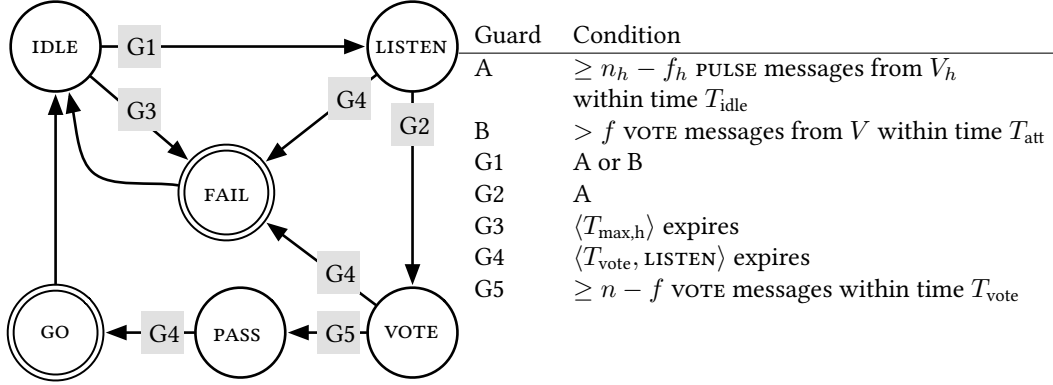 IDLE
G1
LISTEN
G3
G4
G2
FAIL
G4
GO
G4
PASS
G5
VOTE
Guard Condition
A ≥ n_h − f_h PULSE messages from V_h
within time T_idle
B > f VOTE messages from V within time T_att
G1 A or B
G2 A
G3 ⟨T_max,h⟩ expires
G4 ⟨T_vote, LISTEN⟩ expires
G5 ≥ n − f VOTE messages within time T_vote